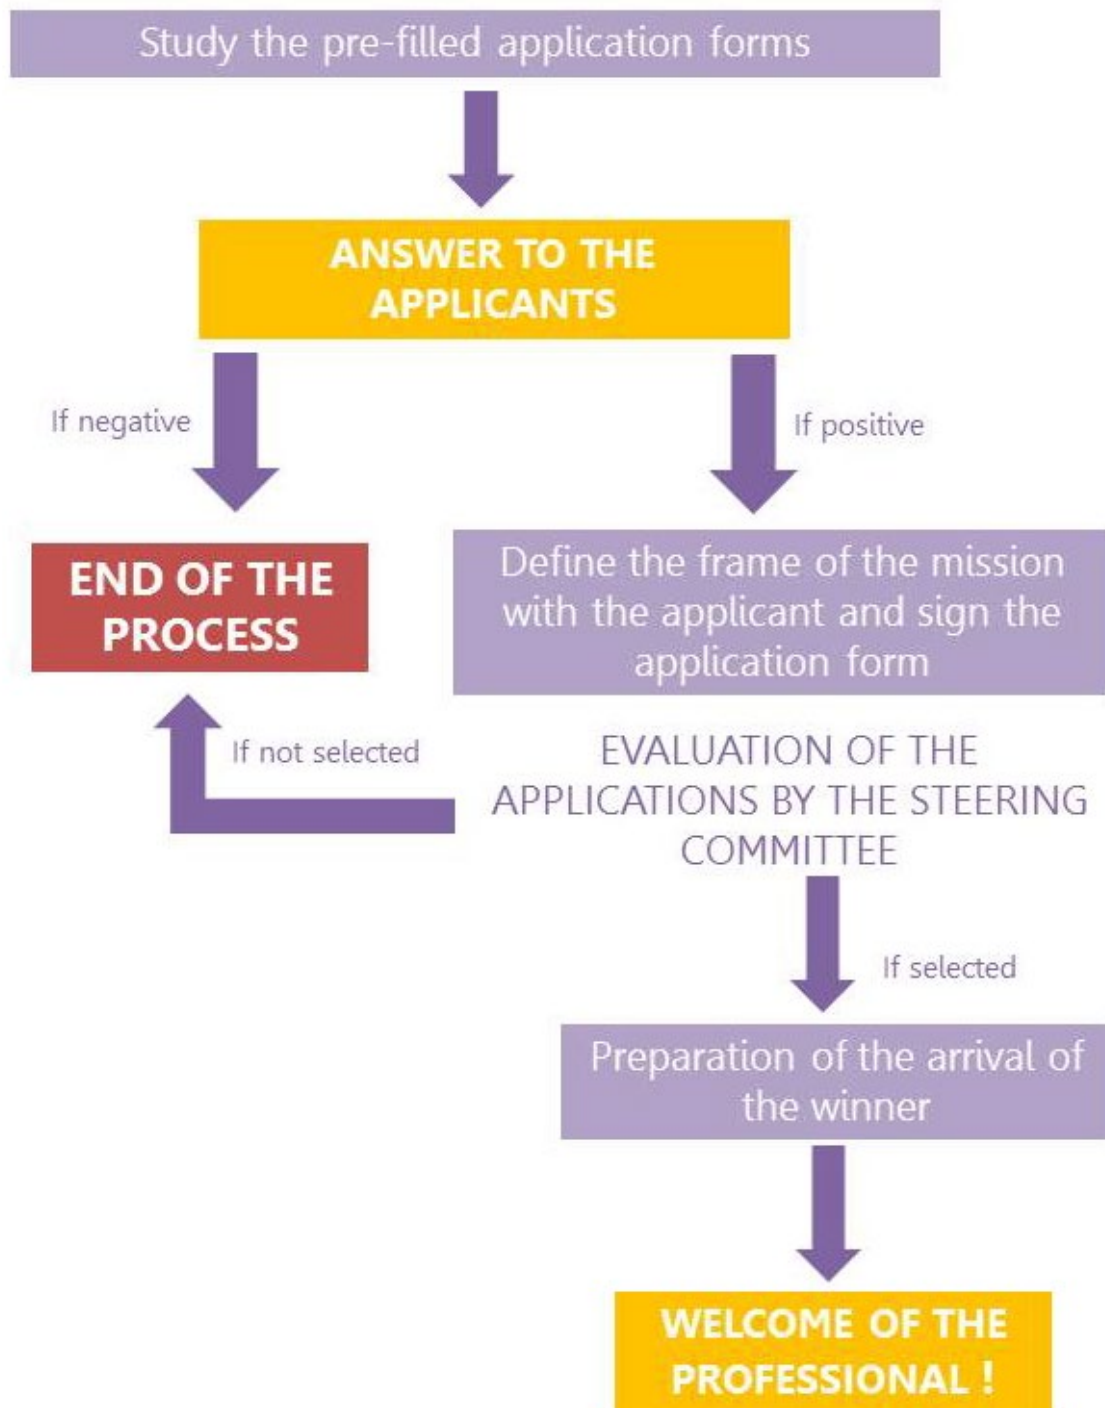 Study the pre-filled application forms
ANSWER TO THE
APPLICANTS
If negative
If positive
END OF THE
PROCESS
Define the frame of the mission
with the applicant and sign the
application form
If not selected
EVALUATION OF THE
APPLICATIONS BY THE STEERING
COMMITTEE
If selected
Preparation of the arrival of
the winner
WELCOME OF THE
PROFESSIONAL !